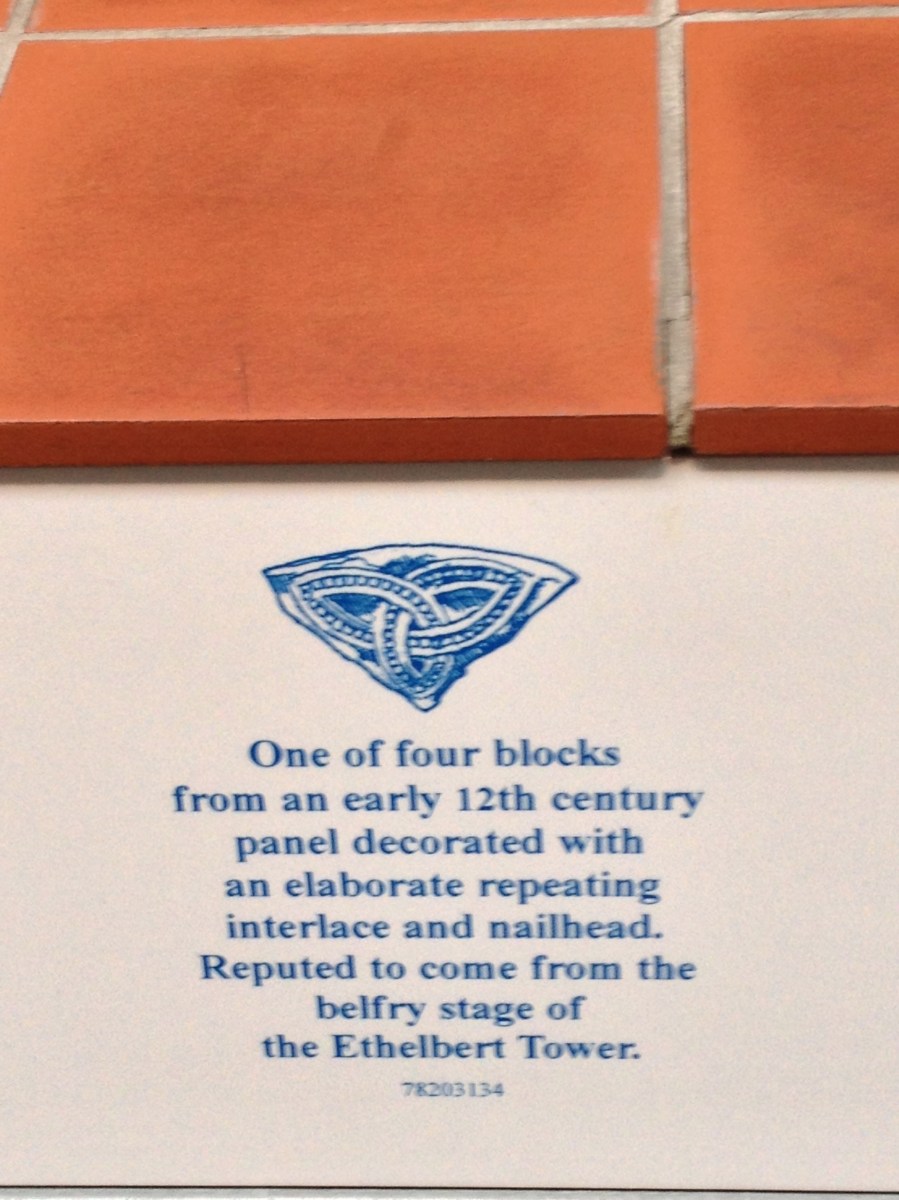 One of four blocks
from an early 12th century
panel decorated with
an elaborate repeating
interlace and nailhead.
Reputed to come from the
belfry stage of
the Ethelbert Tower.
78203134